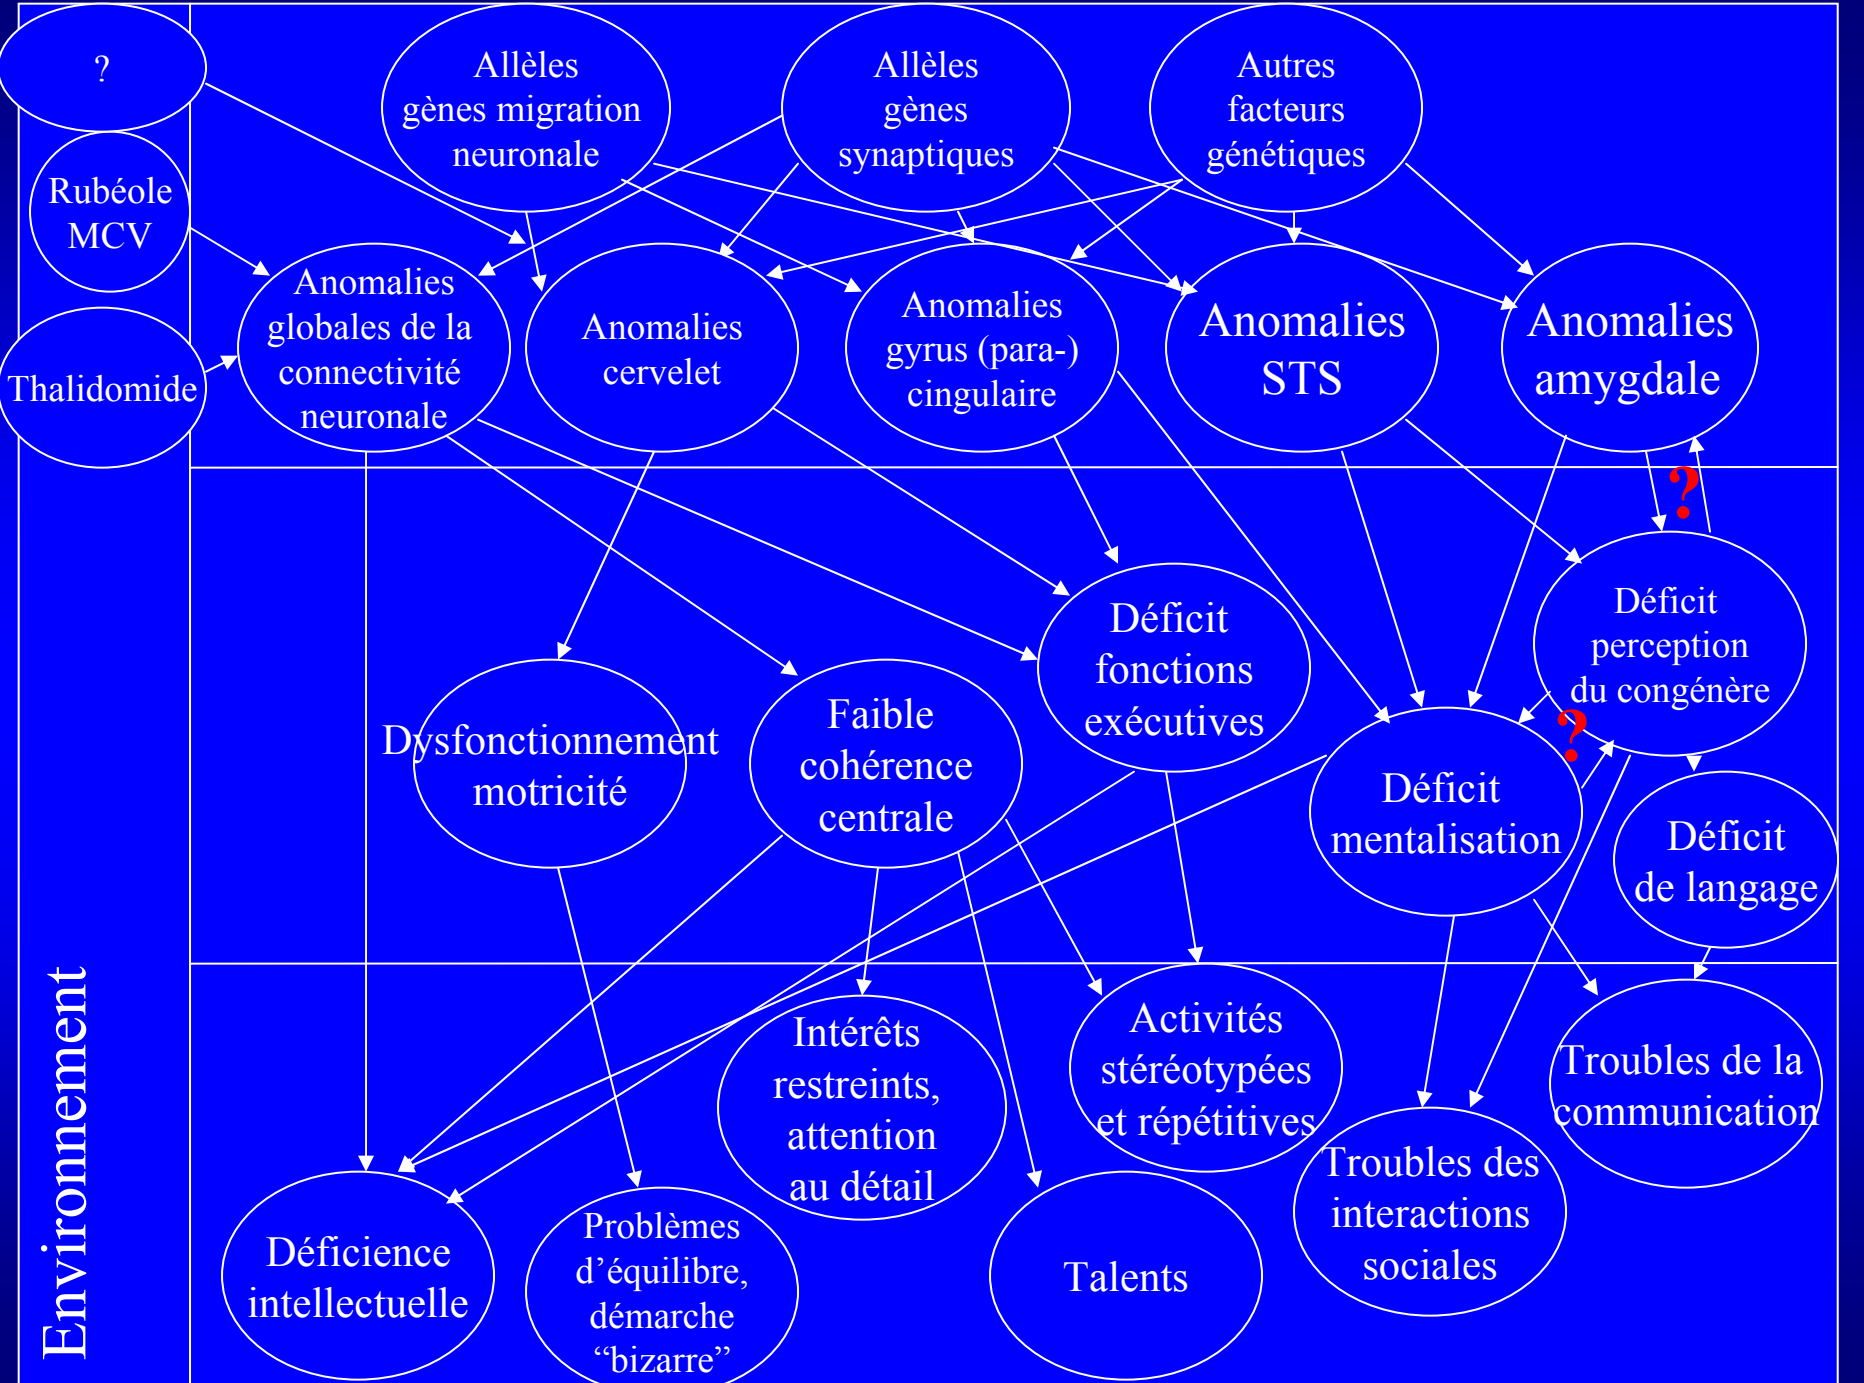 ?
Allèles
gènes migration
neuronale
Allèles
gènes
synaptiques
Autres
facteurs
génétiques
Rubéole
MCV
Thalidomide
Anomalies
globales de la
connectivité
neuronale
Anomalies
cervelet
Anomalies
gyrus (para-)
cingulaire
Anomalies
STS
Anomalies
amygdale
?
Déficit
perception
du congénère
Déficit
fonctions
exécutives
Dysfonctionnement
motricité
Faible
cohérence
centrale
?
Déficit
mentalisation
Déficit
de langage
Environnement
Intérêts
restreints,
attention
au détail
Activités
stéréotypées
et répétitives
Troubles de la
communication
Troubles des
interactions
sociales
Déficience
intellectuelle
Problèmes
d’équilibre,
démarche
“bizarre”
Talents